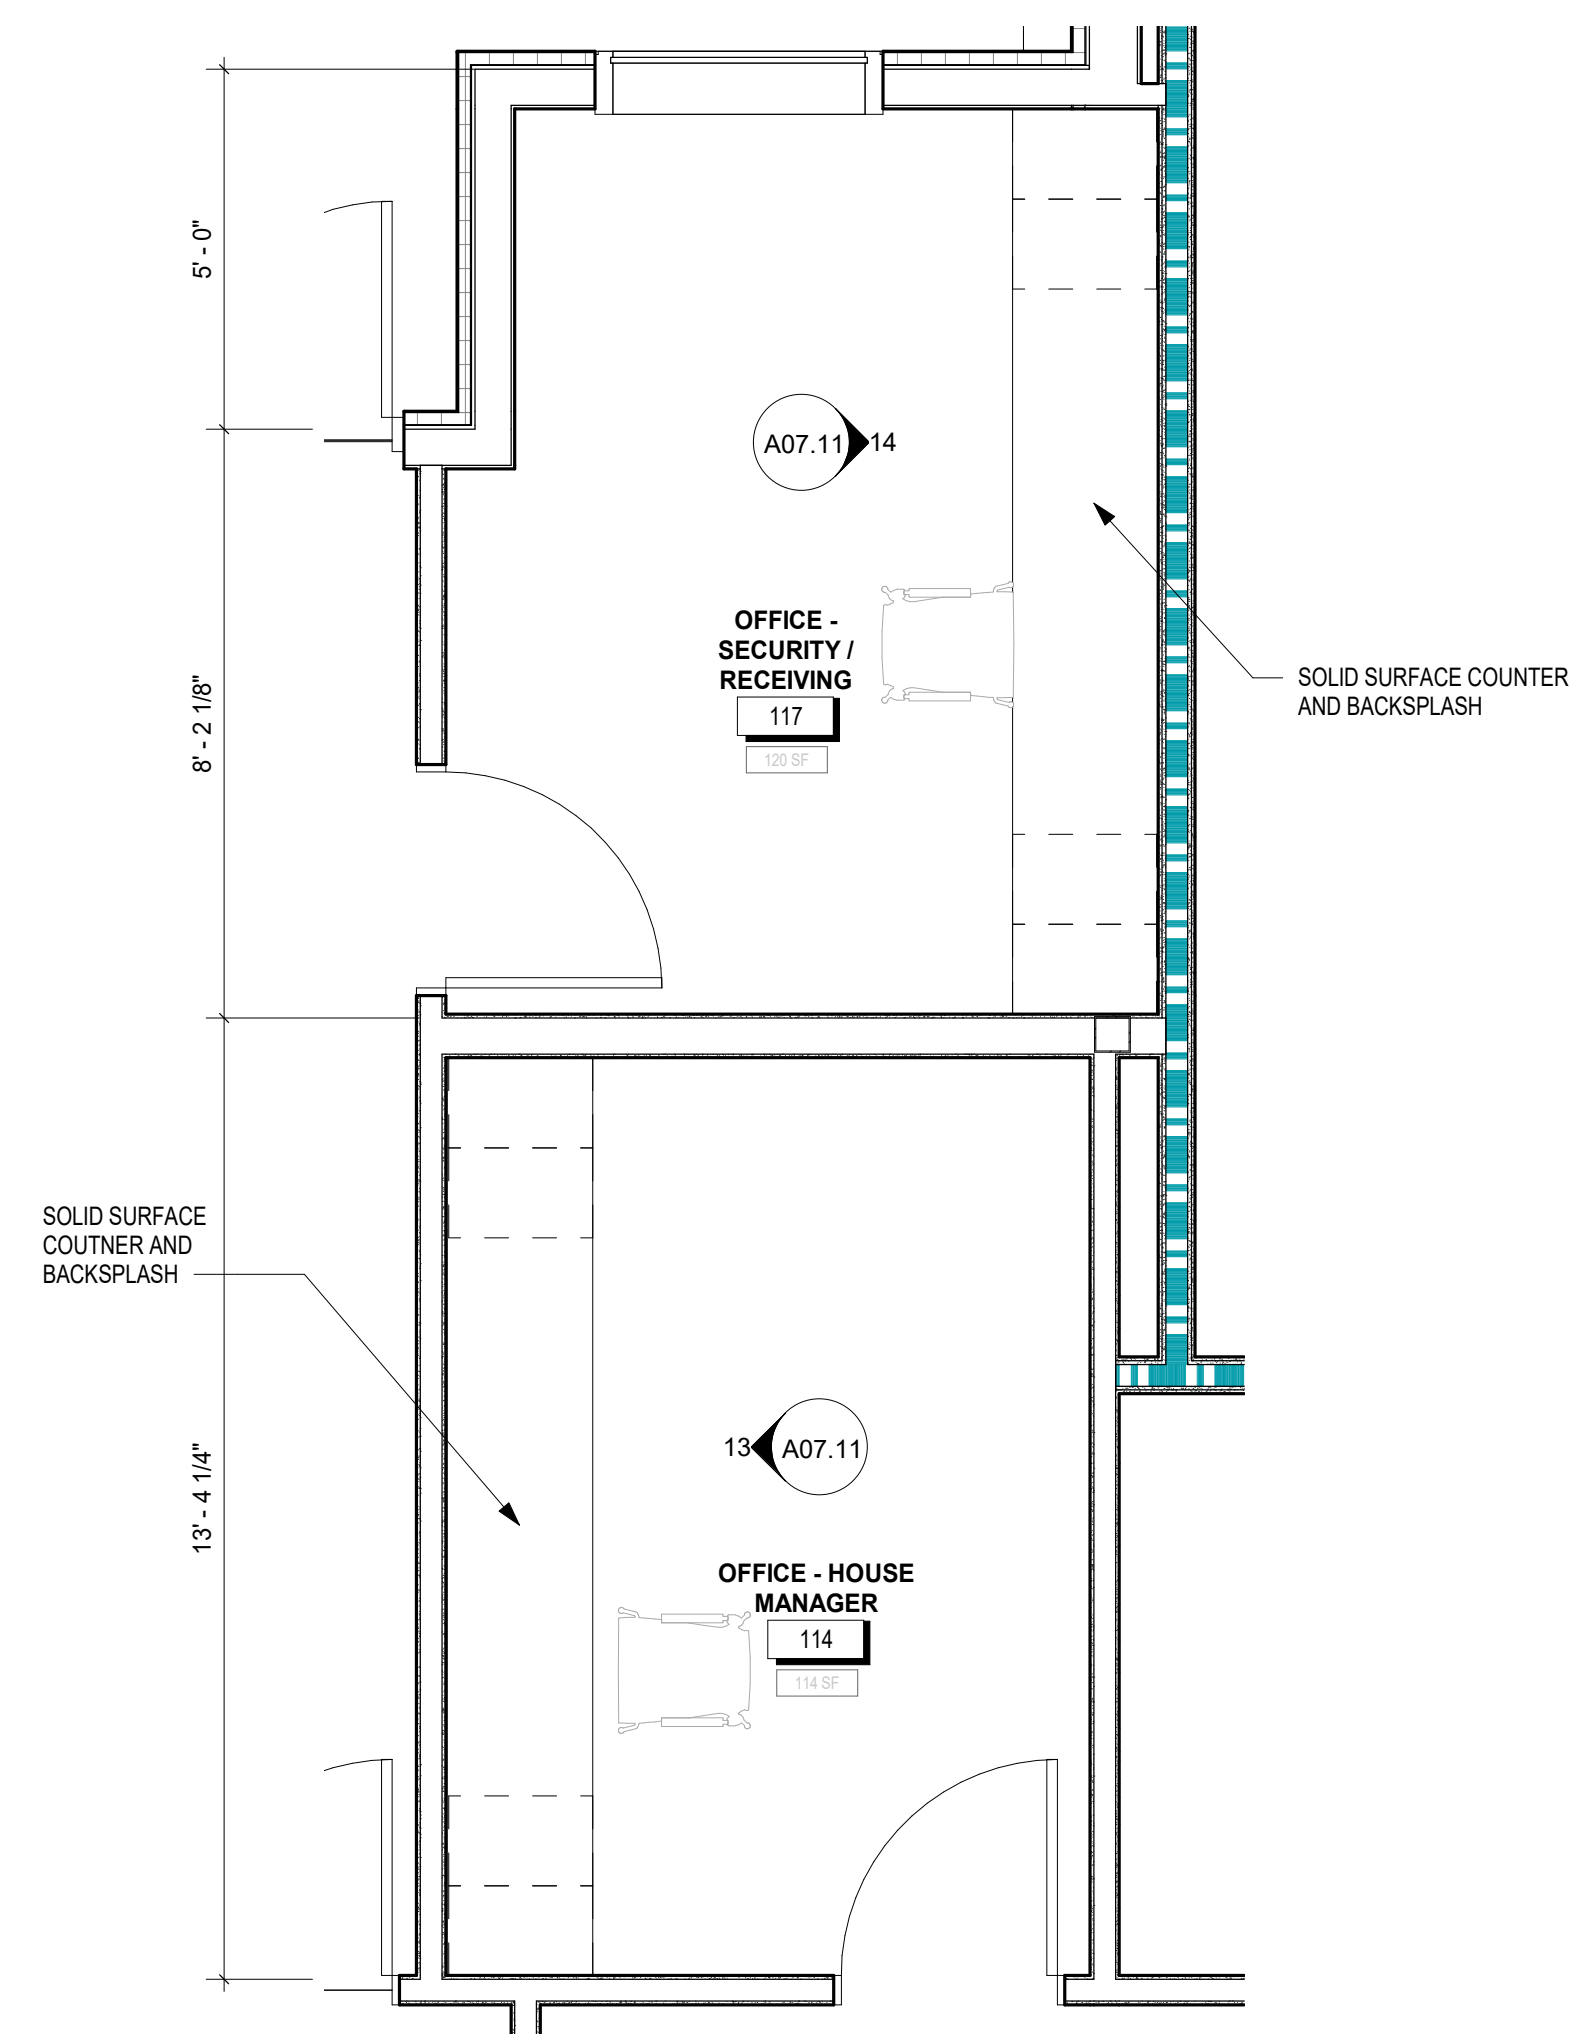 5' - 0"
A07.11 14
OFFICE -
SECURITY /
RECEIVING
117
120 SF
SOLID SURFACE COUNTER
AND BACKSPLASH
8' - 2 1/8"
SOLID SURFACE
COUTNER AND
BACKSPLASH
13' - 4 1/4"
13 A07.11
OFFICE - HOUSE
MANAGER
114
114 SF